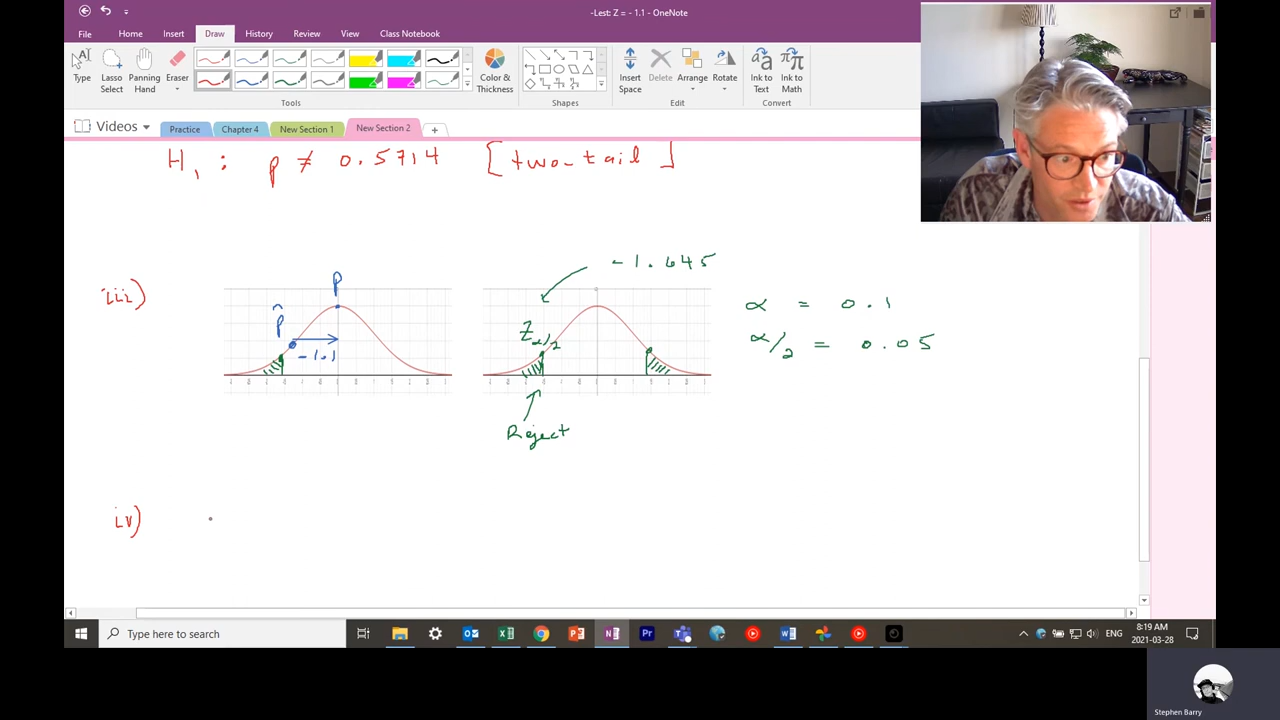 -Lest: Z = - 1.1 - OneNote
File Home Insert Draw History Review View Class Notebook
Type
Lasso Select
Panning Hand
Eraser
Color & Thickness
Insert Space
Delete
Arrange
Rotate
Ink to Text
Ink to Math
Tools
Shapes
Edit
Convert
Videos
Practice
Chapter 4
New Section 1
New Section 2
H₁ : p ≠ 0.5714 [two-tail]
iii)
p
p̂
-1.1
-1.645
Z α/2
Reject
α = 0.1
α/2 = 0.05
iv)
Type here to search
ENG
8:19 AM
2021-03-28
Stephen Barry